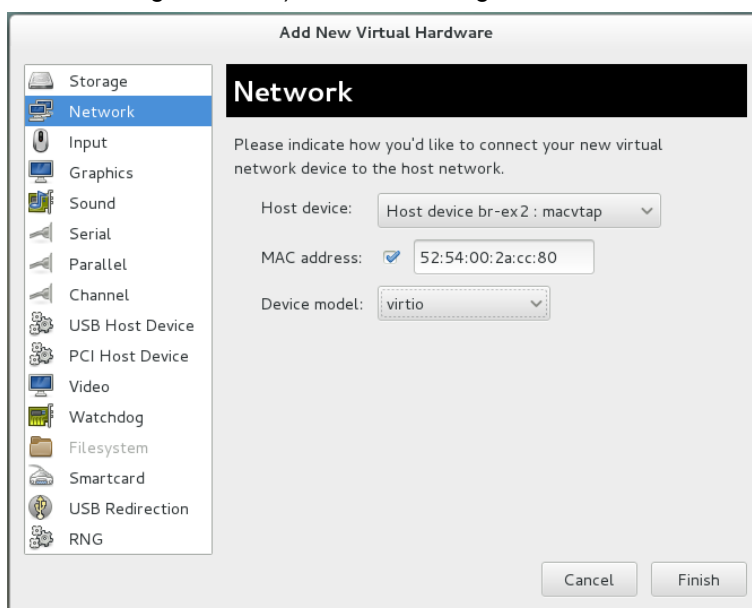 Add New Virtual Hardware
Storage
Network
Input
Graphics
Sound
Serial
Parallel
Channel
USB Host Device
PCI Host Device
Video
Watchdog
Filesystem
Smartcard
USB Redirection
RNG
Network
Please indicate how you'd like to connect your new virtual
network device to the host network.
Host device: Host device br-ex2 : macvtap
MAC address: 52:54:00:2a:cc:80
Device model: virtio
Cancel Finish